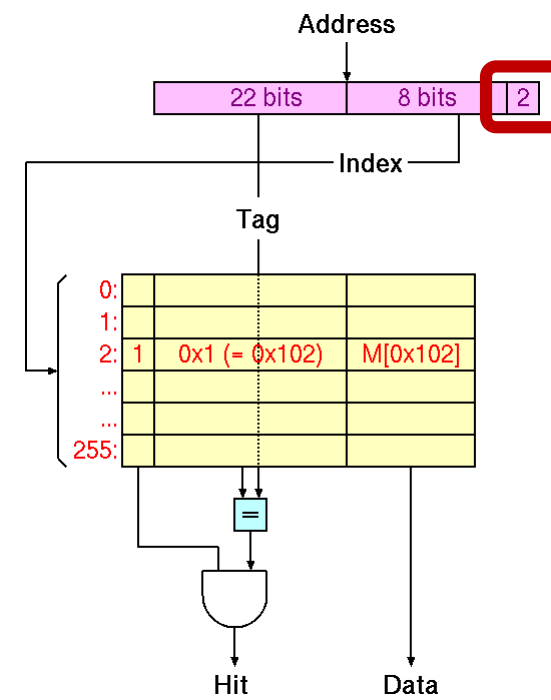 Address
22 bits 8 bits 2
Index
Tag
0:
1:
2: 1 0x1 (= 0x102) M[0x102]
...
...
255:
=
Hit Data